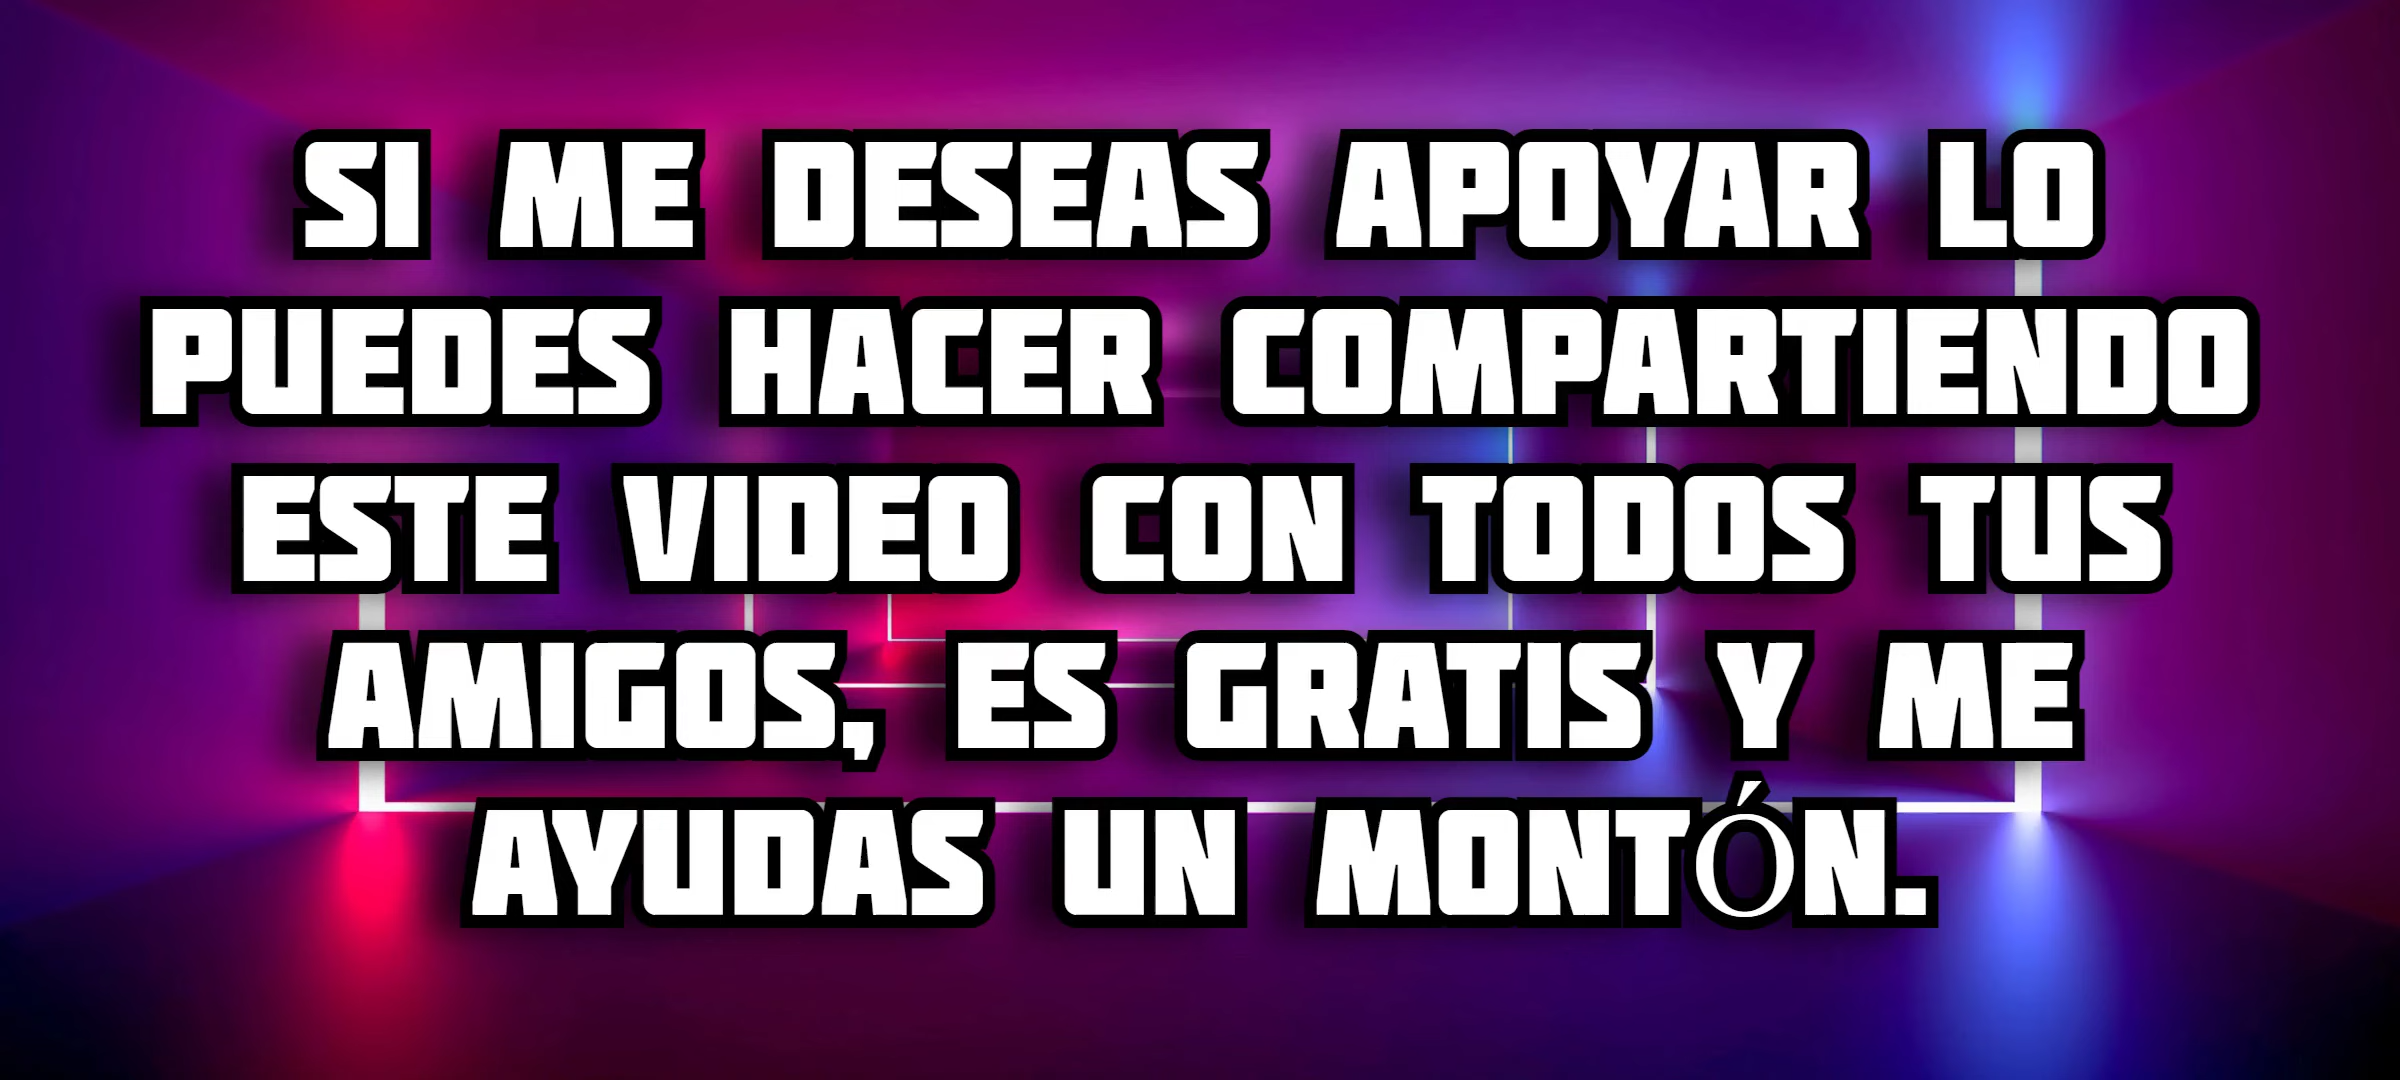 SI ME DESEAS APOYAR LO
PUEDES HACER COMPARTIENDO
ESTE VIDEO CON TODOS TUS
AMIGOS, ES GRATIS Y ME
AYUDAS UN MONTÓN.